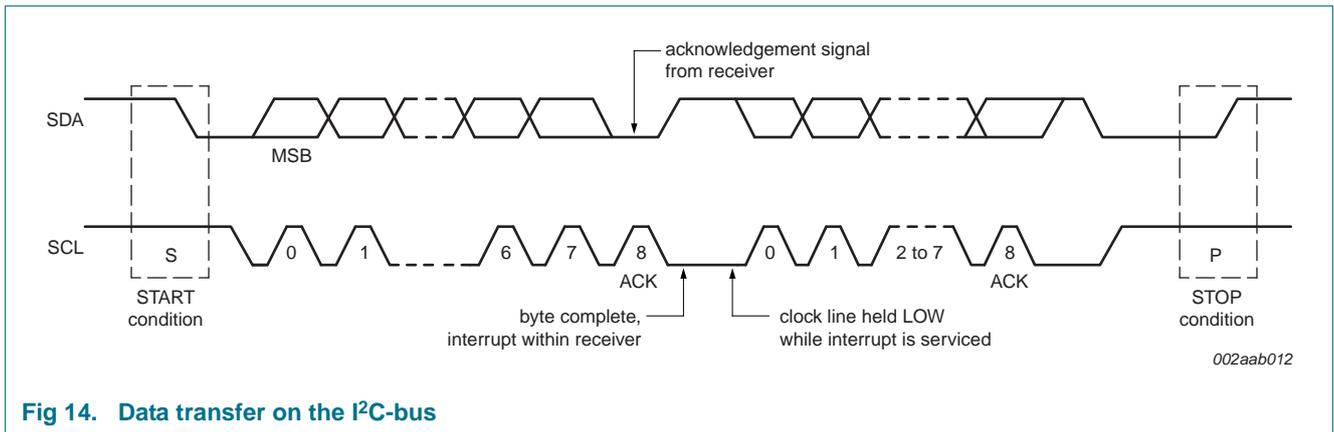 acknowledgement signal
from receiver
SDA
MSB
SCL
S
0
1
6
7
8
0
1
2 to 7
8
P
ACK
ACK
START
condition
byte complete,
interrupt within receiver
clock line held LOW
while interrupt is serviced
STOP
condition
002aab012
Fig 14. Data transfer on the I²C-bus